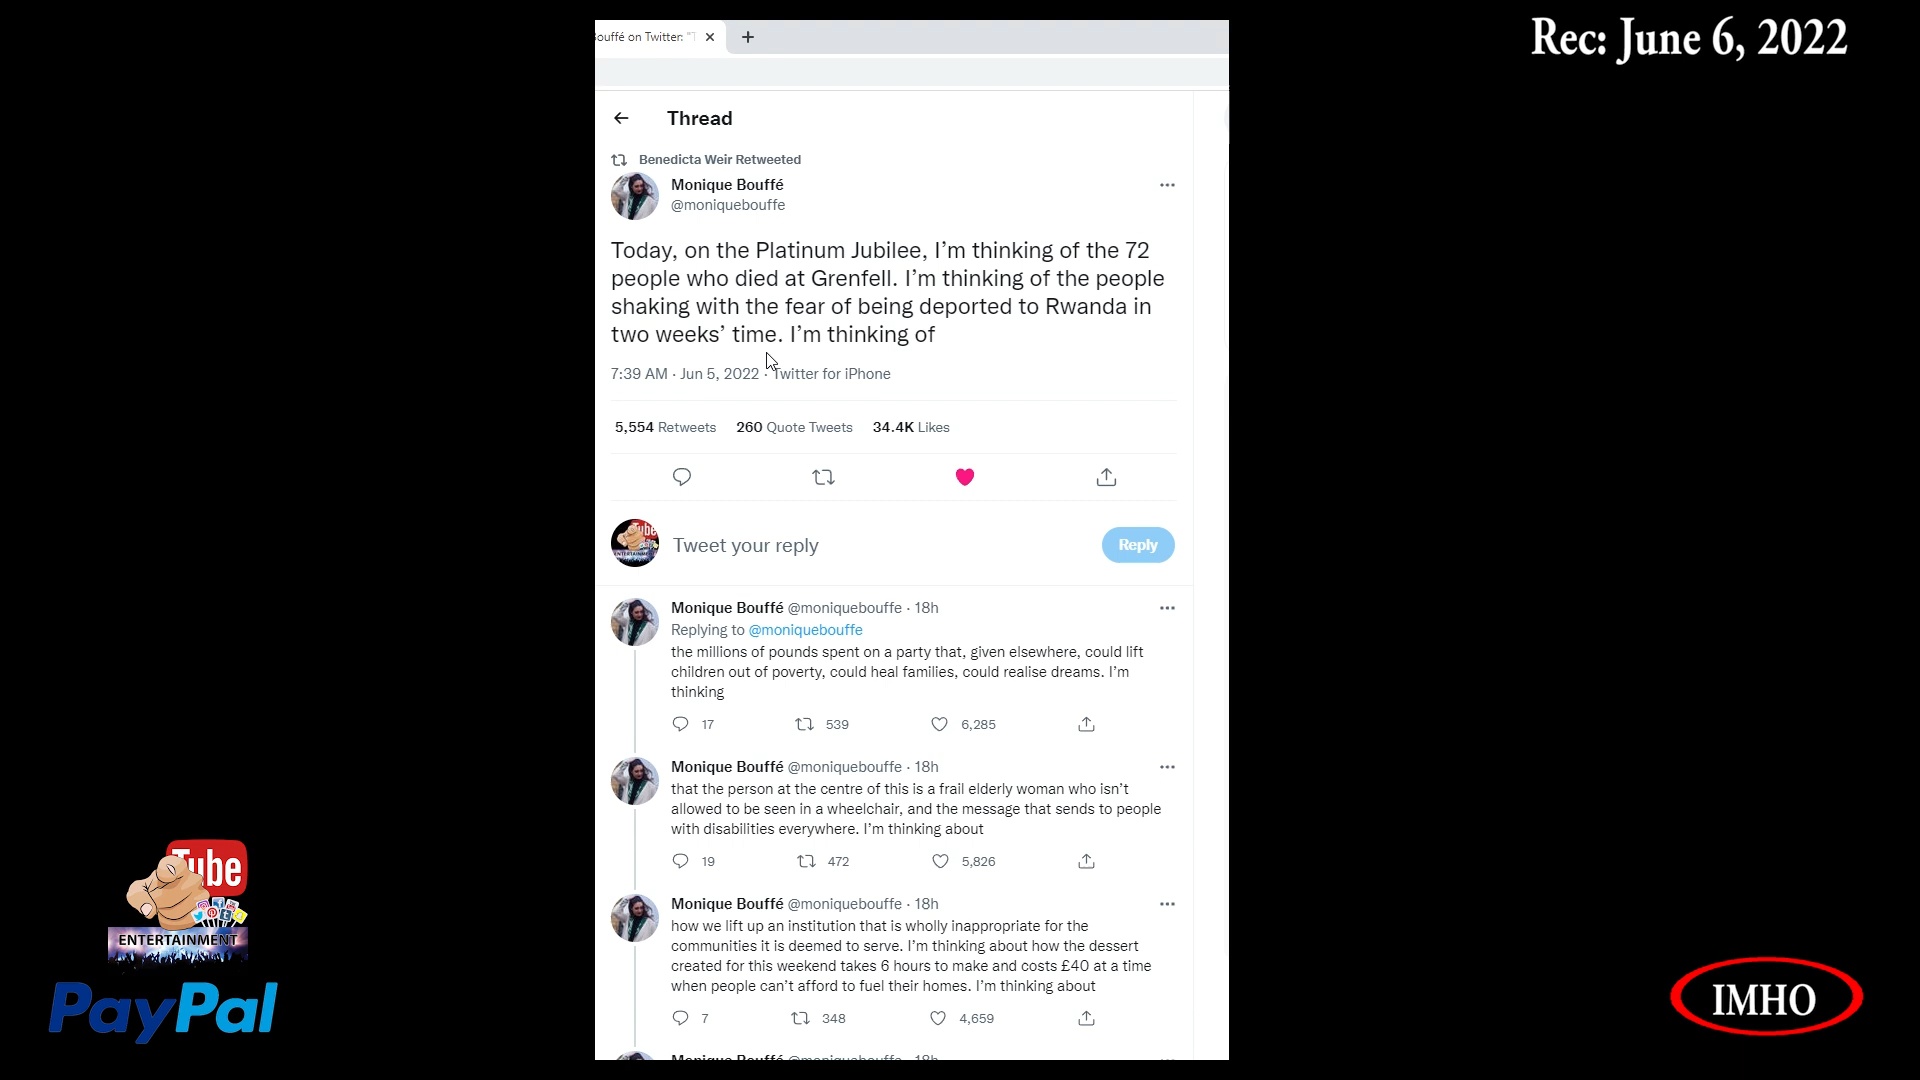 Rec: June 6, 2022
Bouffé on Twitter: "T
Thread
Benedicta Weir Retweeted
Monique Bouffé
@moniquebouffe
Today, on the Platinum Jubilee, I’m thinking of the 72
people who died at Grenfell. I’m thinking of the people
shaking with the fear of being deported to Rwanda in
two weeks’ time. I’m thinking of
7:39 AM · Jun 5, 2022 · Twitter for iPhone
5,554 Retweets 260 Quote Tweets 34.4K Likes
Tweet your reply
Reply
Monique Bouffé @moniquebouffe · 18h
Replying to @moniquebouffe
the millions of pounds spent on a party that, given elsewhere, could lift
children out of poverty, could heal families, could realise dreams. I’m
thinking
17 539 6,285
Monique Bouffé @moniquebouffe · 18h
that the person at the centre of this is a frail elderly woman who isn’t
allowed to be seen in a wheelchair, and the message that sends to people
with disabilities everywhere. I’m thinking about
19 472 5,826
Monique Bouffé @moniquebouffe · 18h
how we lift up an institution that is wholly inappropriate for the
communities it is deemed to serve. I’m thinking about how the dessert
created for this weekend takes 6 hours to make and costs £40 at a time
when people can’t afford to fuel their homes. I’m thinking about
7 348 4,659
Monique Bouffé @moniquebouffe · 18h
Tube
ENTERTAINMENT
PayPal
IMHO